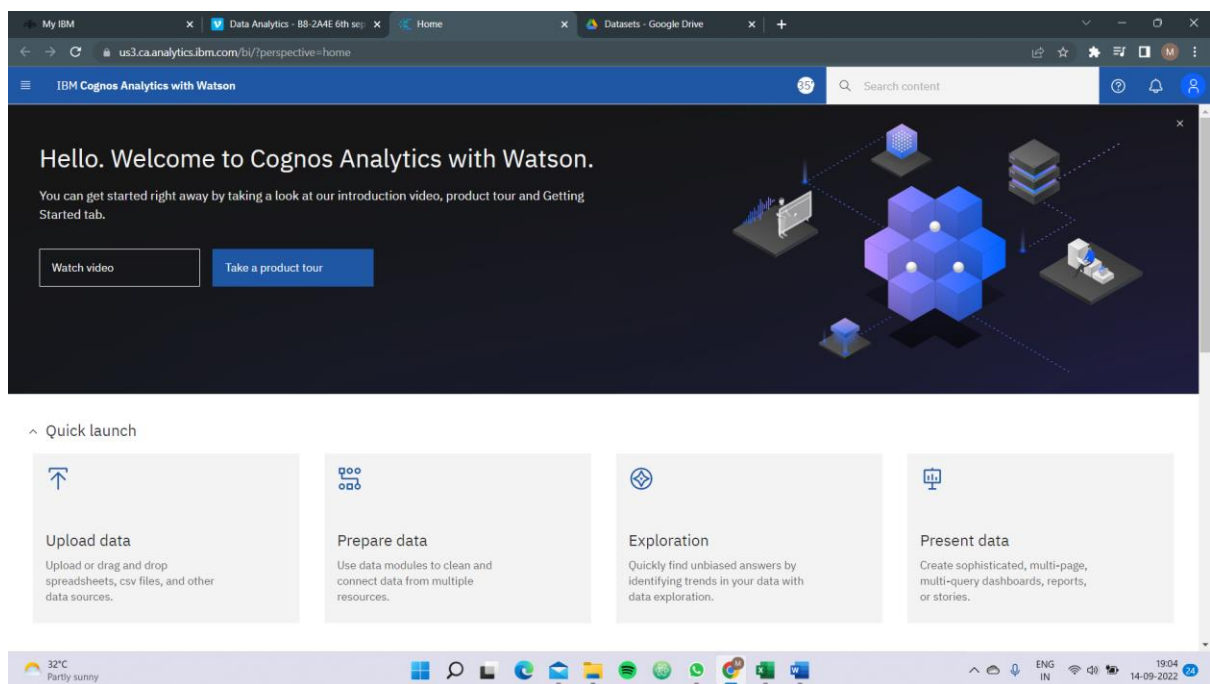 My IBM
Data Analytics - B8-2A4E 6th sep
Home
Datasets - Google Drive
us3.ca.analytics.ibm.com/bi/?perspective=home
M
IBM Cognos Analytics with Watson
35
Search content
Hello. Welcome to Cognos Analytics with Watson.
You can get started right away by taking a look at our introduction video, product tour and Getting
Started tab.
Watch video
Take a product tour
Quick launch
Upload data
Upload or drag and drop
spreadsheets, csv files, and other
data sources.
Prepare data
Use data modules to clean and
connect data from multiple
resources.
Exploration
Quickly find unbiased answers by
identifying trends in your data with
data exploration.
Present data
Create sophisticated, multi-page,
multi-query dashboards, reports,
or stories.
32°C
Partly sunny
ENG
IN
19:04
14-09-2022
24